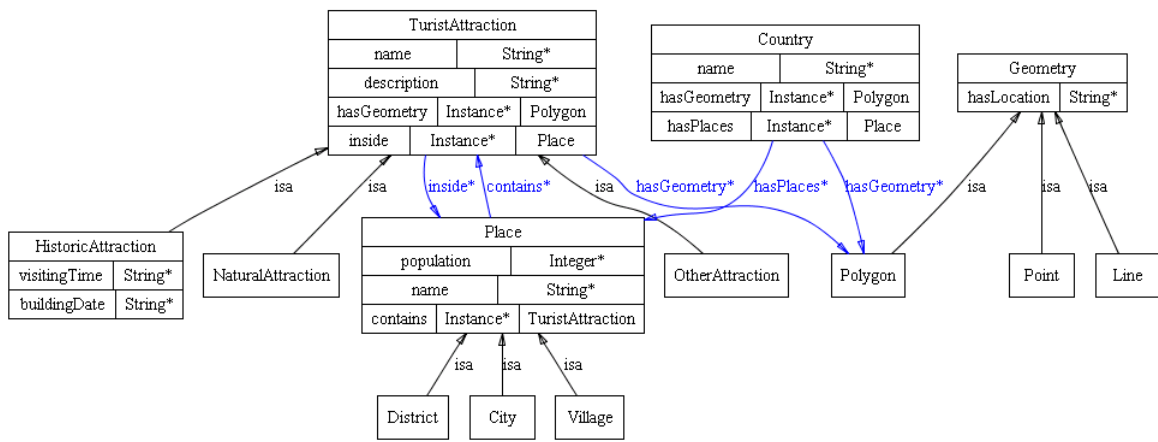 TuristAttraction
name String*
description String*
hasGeometry Instance* Polygon
inside Instance* Place
Country
name String*
hasGeometry Instance* Polygon
hasPlaces Instance* Place
Geometry
hasLocation String*
isa
isa
inside*
contains*
isa
hasGeometry*
hasPlaces*
hasGeometry*
isa
isa
isa
HistoricAttraction
visitingTime String*
buildingDate String*
NaturalAttraction
Place
population Integer*
name String*
contains Instance* TuristAttraction
OtherAttraction
Polygon
Point
Line
isa
isa
isa
District
City
Village